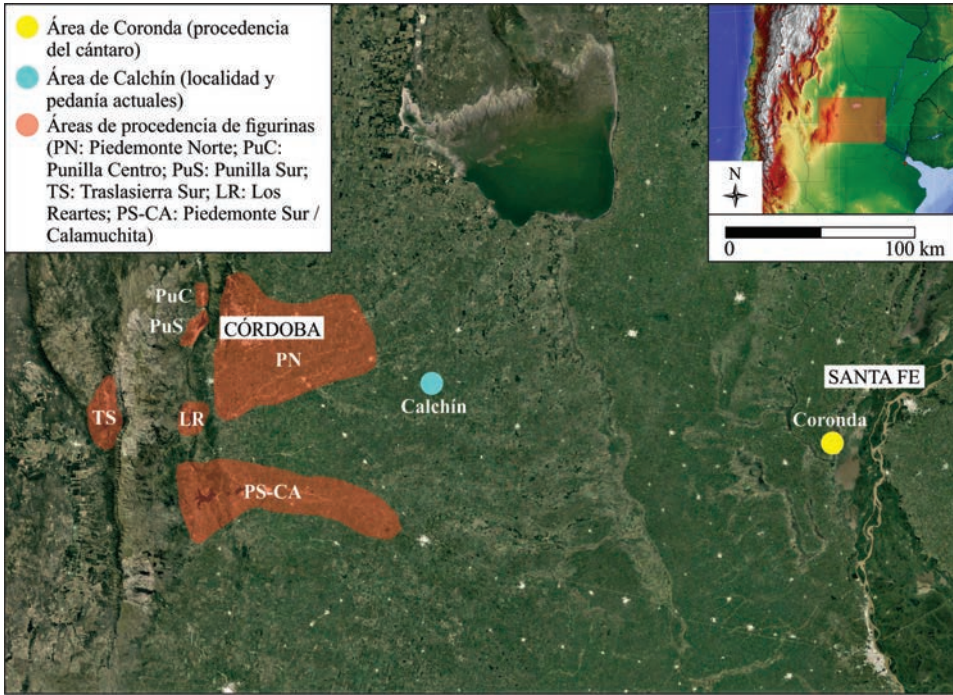 Área de Coronda (procedencia
del cántaro)
Área de Calchín (localidad y
pedanía actuales)
Áreas de procedencia de figurinas
(PN: Piedemonte Norte; PuC:
Punilla Centro; PuS: Punilla Sur;
TS: Traslasierra Sur; LR: Los
Reartes; PS-CA: Piedemonte Sur /
Calamuchita)
N
0 100 km
PuC
PuS
CÓRDOBA
PN
SANTA FE
Calchín
TS
LR
Coronda
PS-CA